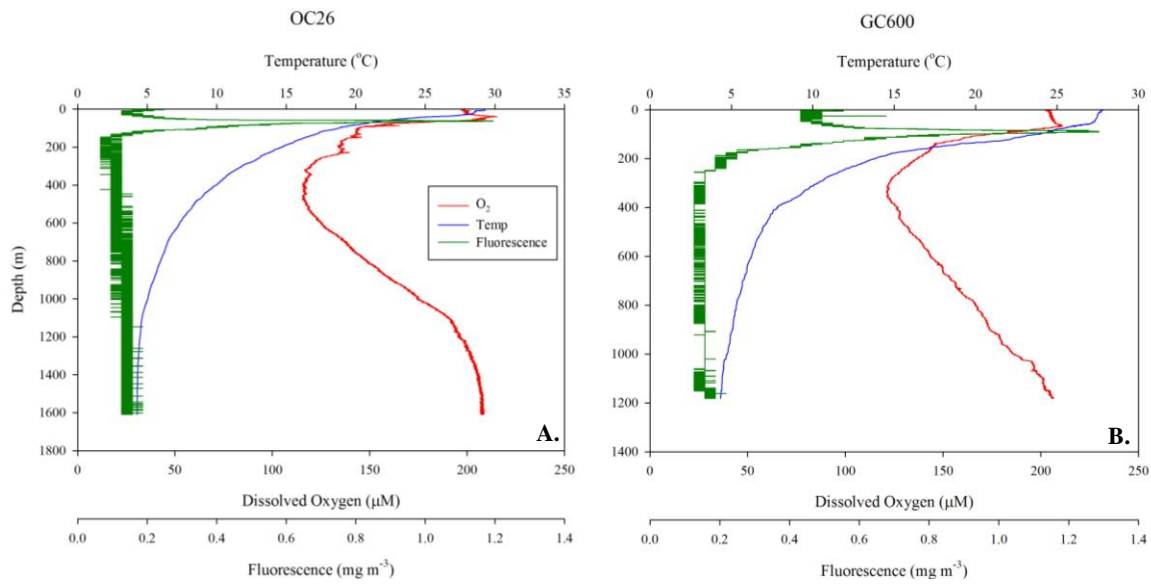 OC26
Temperature (°C)
0 5 10 15 20 25 30 35
Depth (m)
0
200
400
600
800
1000
1200
1400
1600
1800
O₂
Temp
Fluorescence
A.
0 50 100 150 200 250
Dissolved Oxygen (µM)
0.0 0.2 0.4 0.6 0.8 1.0 1.2 1.4
Fluorescence (mg m⁻³)
GC600
Temperature (°C)
0 5 10 15 20 25 30
0
200
400
600
800
1000
1200
1400
B.
0 50 100 150 200 250
Dissolved Oxygen (µM)
0.0 0.2 0.4 0.6 0.8 1.0 1.2 1.4
Fluorescence (mg m⁻³)